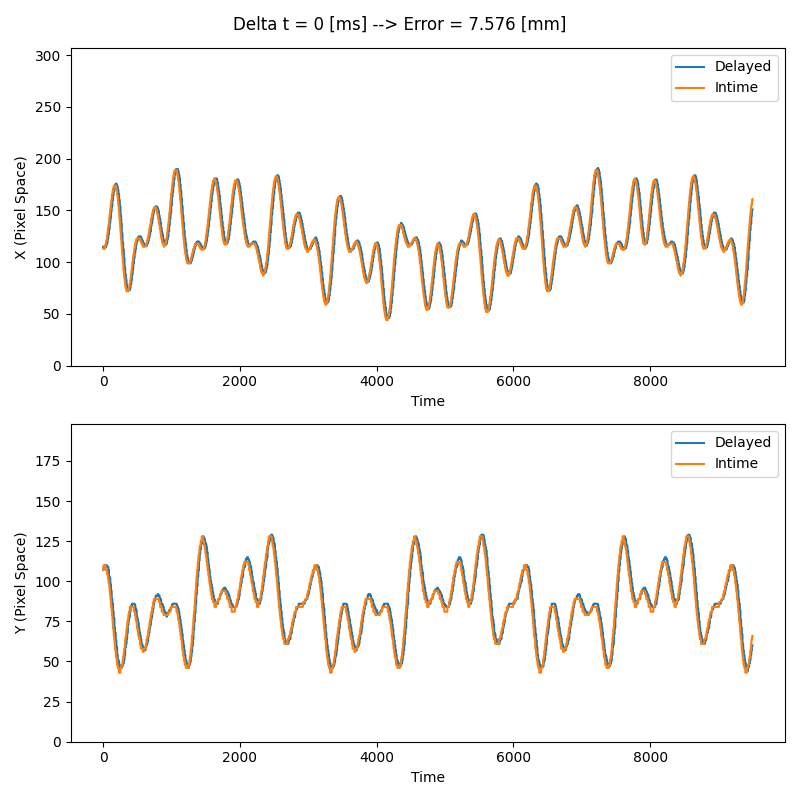 Delta t = 0 [ms] --> Error = 7.576 [mm]
300
250
200
150
100
50
0
X (Pixel Space)
Delayed
Intime
0
2000
4000
6000
8000
Time
175
150
125
100
75
50
25
0
Y (Pixel Space)
Delayed
Intime
0
2000
4000
6000
8000
Time